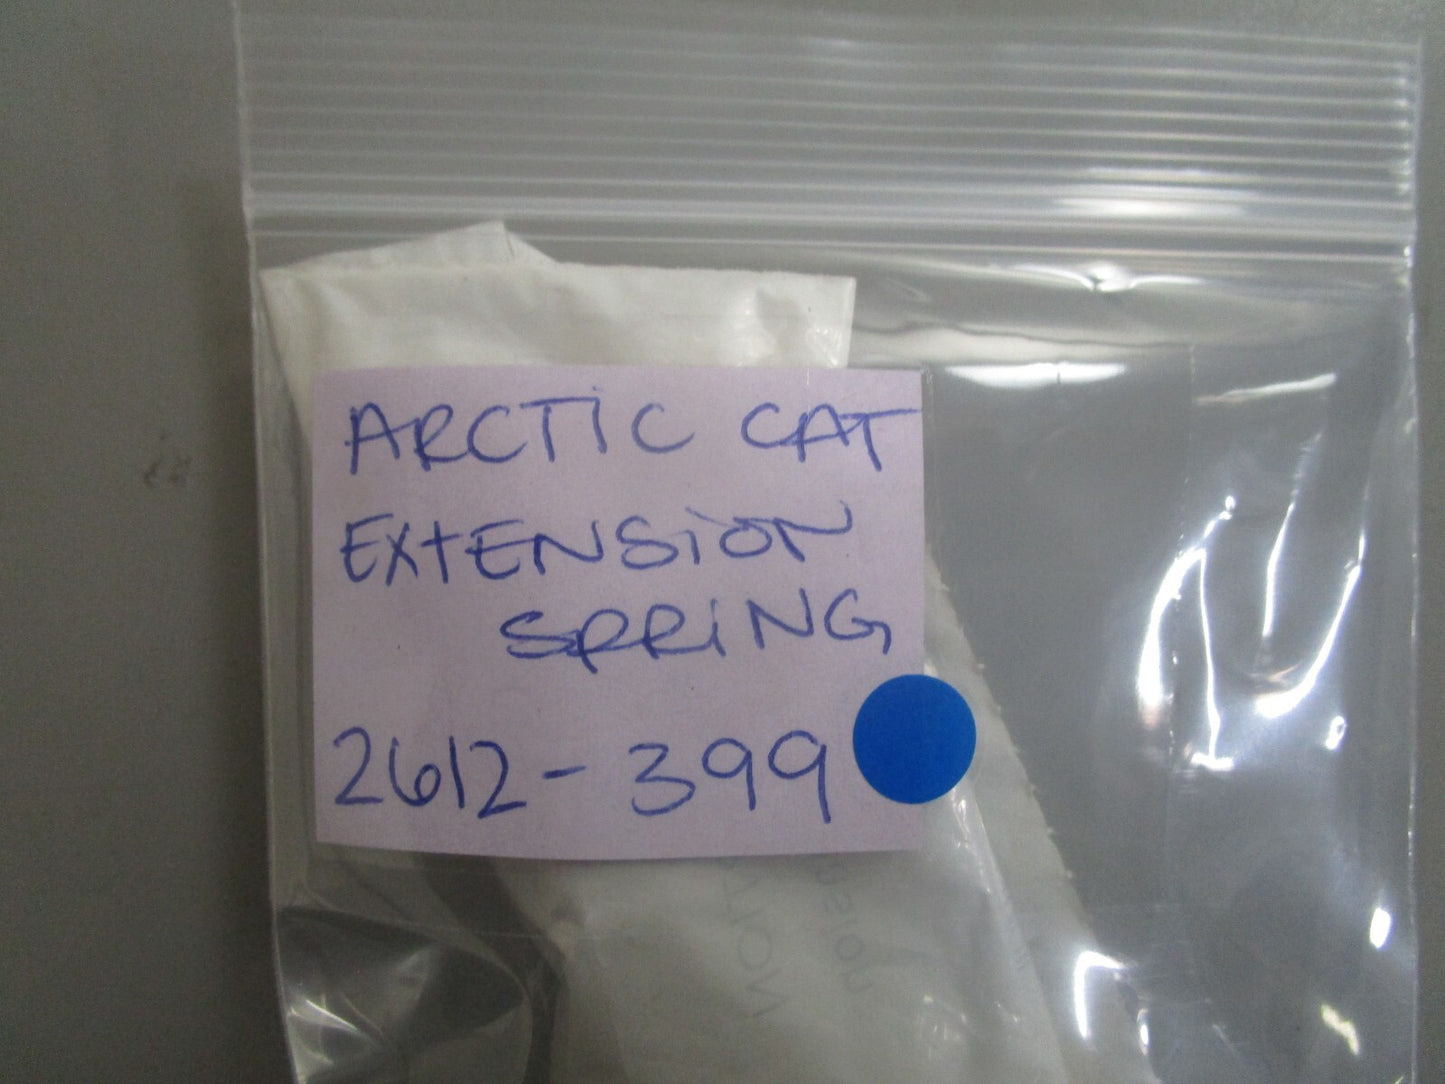 ARCTiC CAT
EXtENSiON
SPRiNG
2612-399